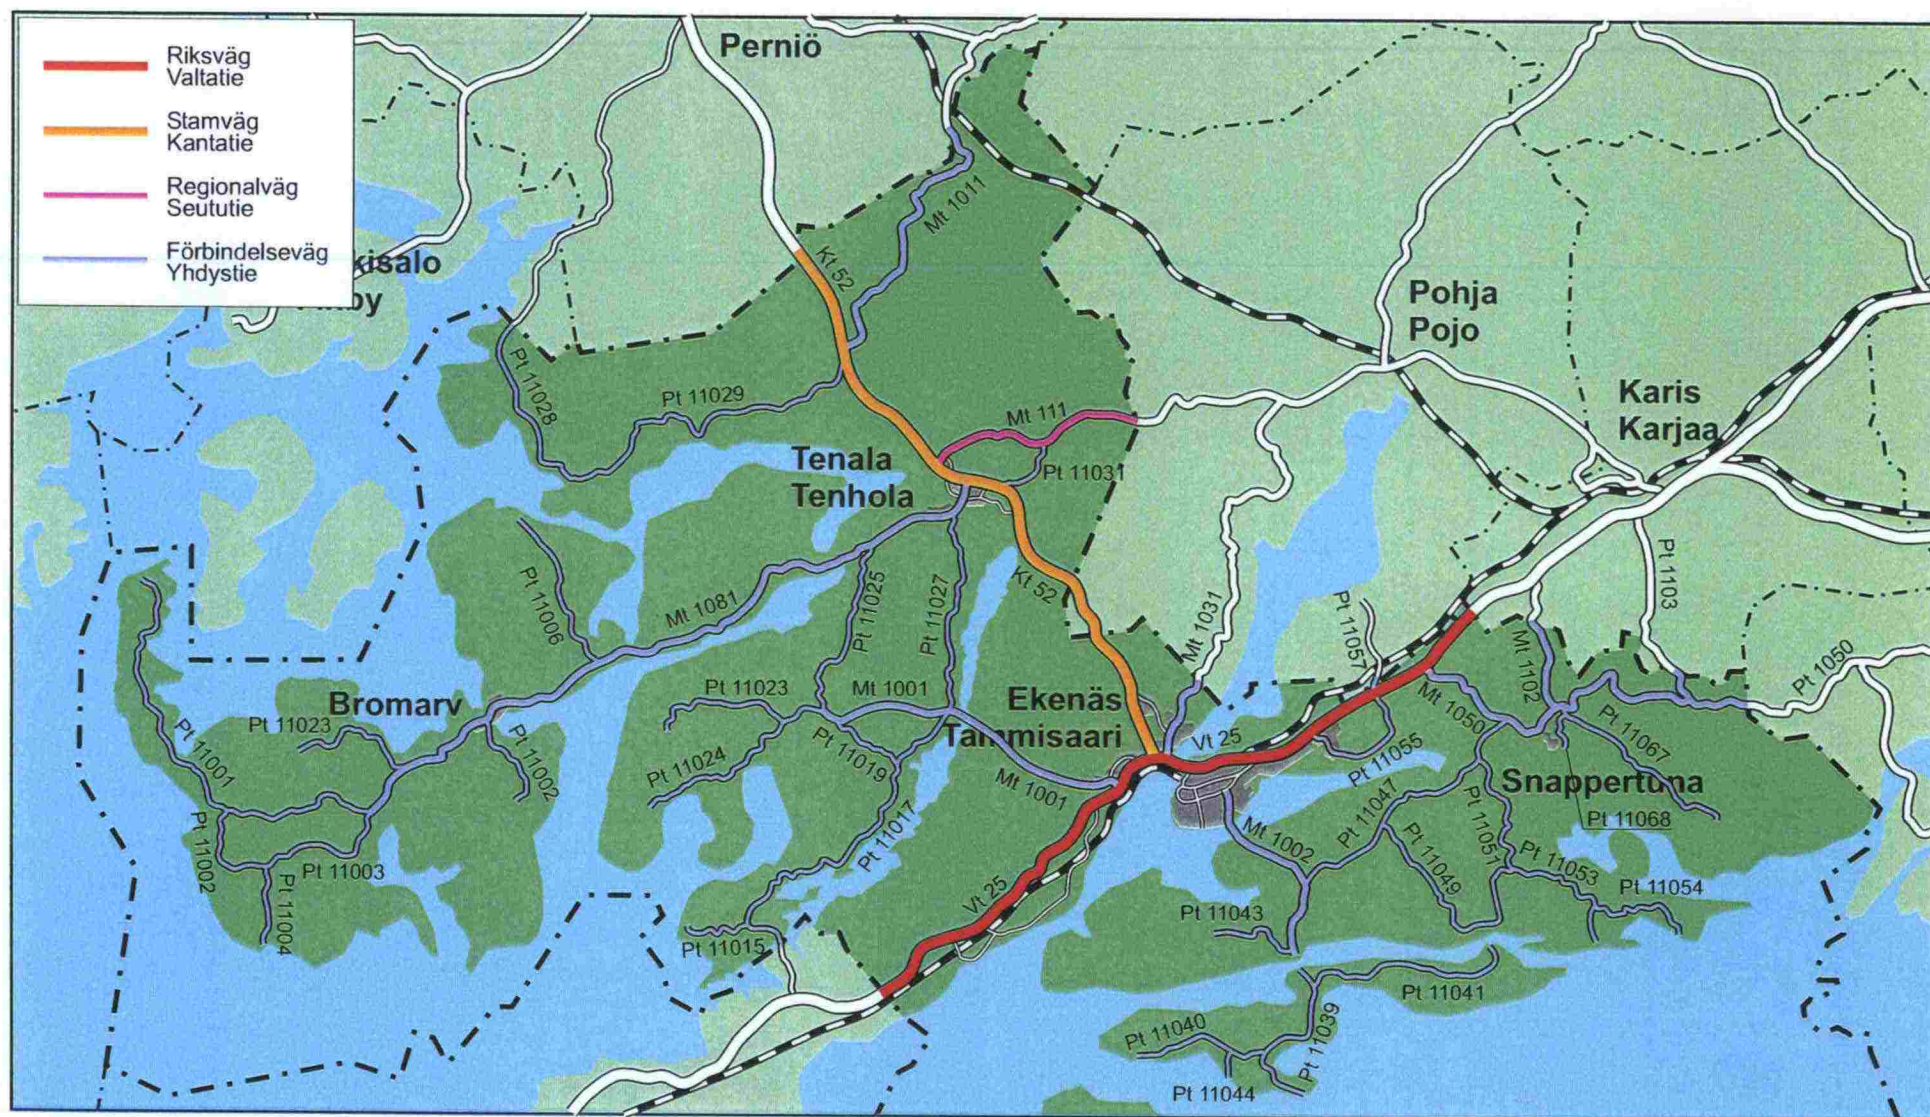 Riksväg
Valtatie
Stamväg
Kantatie
Regionalväg
Seututie
Förbindelseväg
Yhdystie
Perniö
kisalo
by
Pohja
Pojo
Karis
Karjaa
Tenala
Tenhola
Bromarv
Ekenäs
Tammisaari
Snappertuna
Mt 1011
Kt 52
Pt 11028
Pt 11029
Mt 111
Pt 11031
Kt 52
Pt 11006
Mt 1081
Pt 11025
Pt 11027
Mt 1031
Pt 11057
Pt 1103
Mt 1102
Pt 1050
Pt 11023
Mt 1001
Pt 11023
Pt 11001
Pt 11002
Pt 11024
Pt 11019
Mt 1001
Vt 25
Pt 11055
Mt 1050
Pt 11067
Pt 11068
Pt 11002
Pt 11003
Pt 11004
Pt 11017
Pt 11015
Vt 25
Mt 1002
Pt 11047
Pt 11049
Pt 11051
Pt 11053
Pt 11054
Pt 11043
Pt 11041
Pt 11040
Pt 11039
Pt 11044